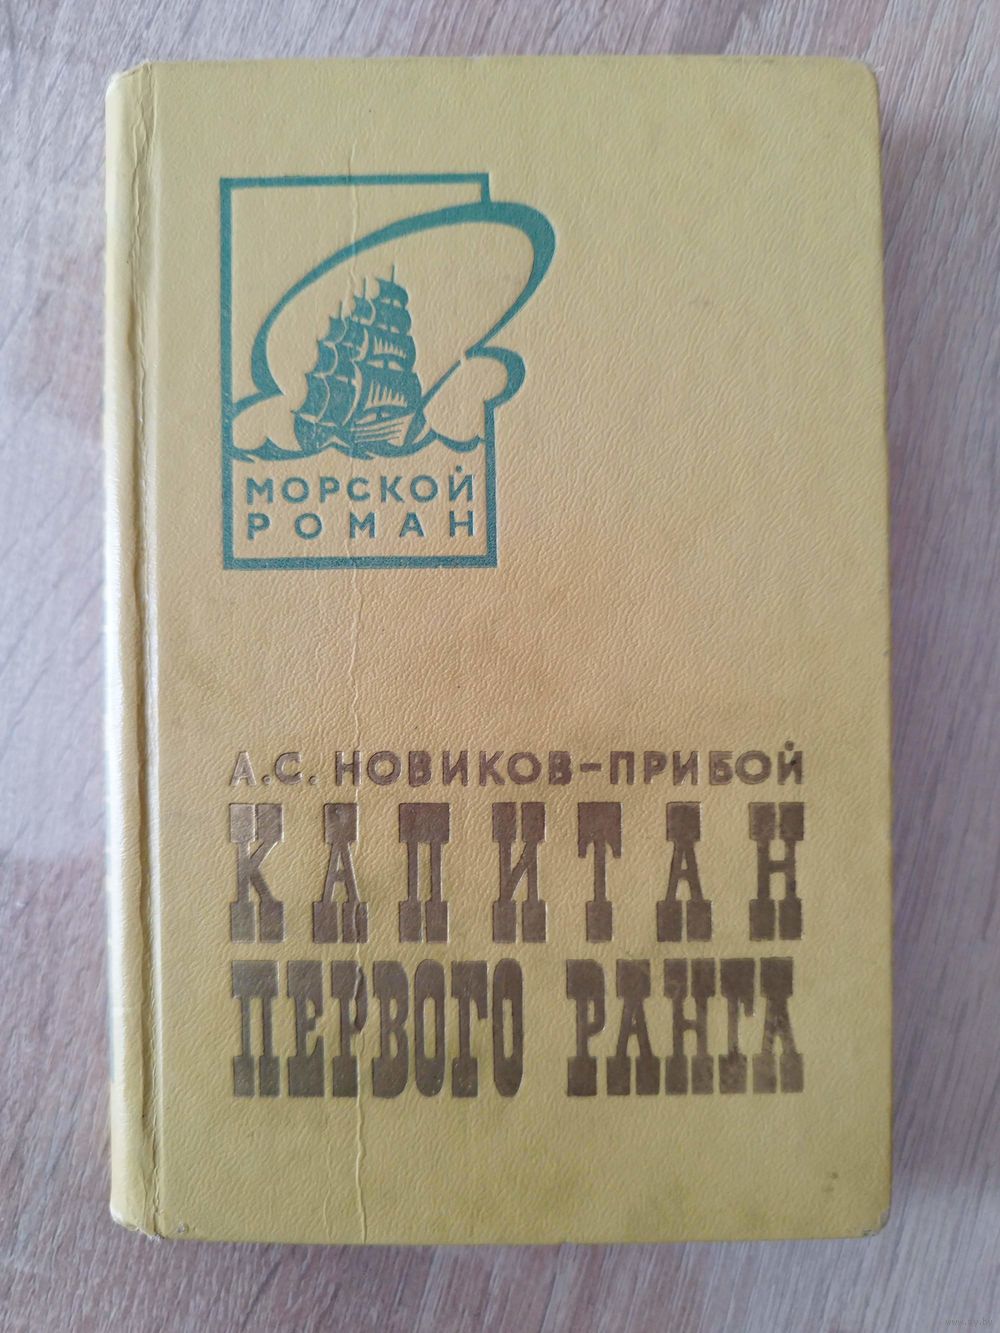 МОРСКОЙ
РОМАН
А.С. НОВИКОВ-ПРИБОЙ
КАПИТАН
ПЕРВОГО РАНГА